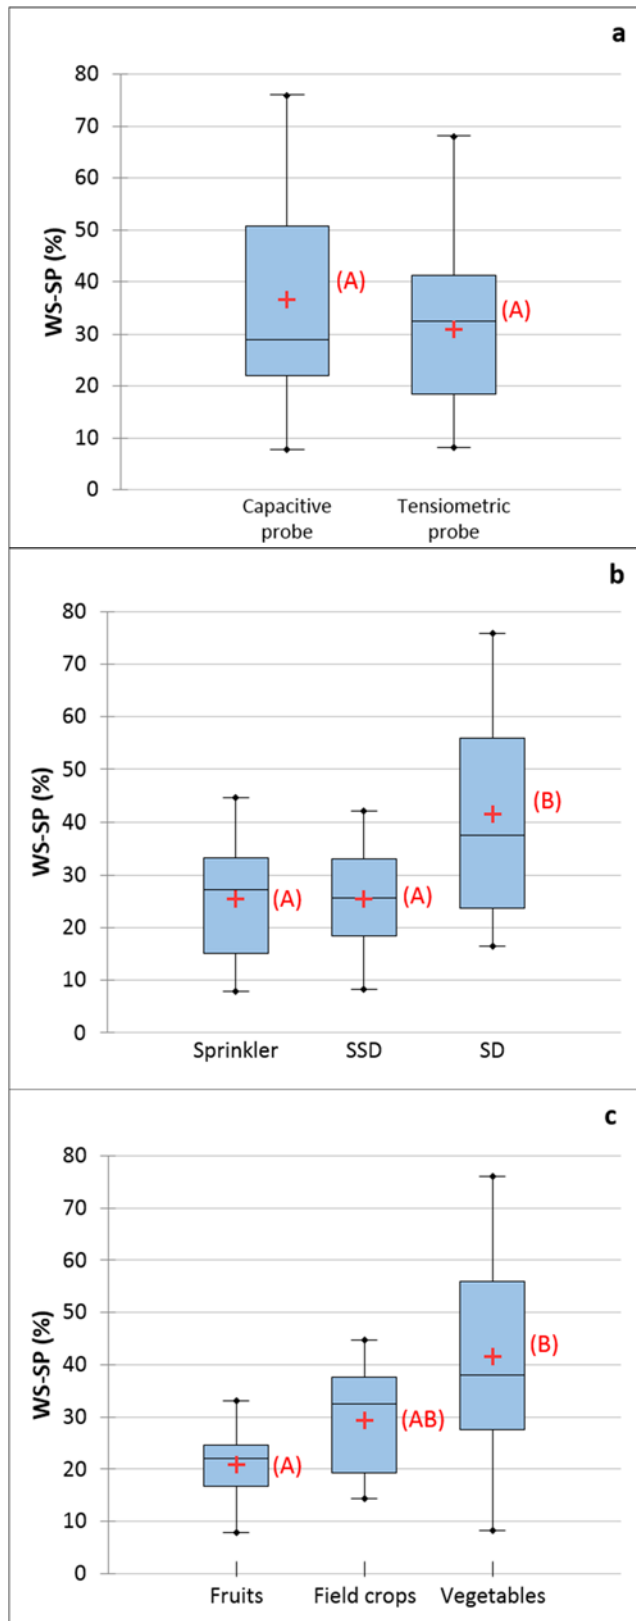 a
80
70
60
50
40
30
20
10
0
WS-SP (%)
(A)
(A)
Capacitive
probe
Tensiometric
probe
b
80
70
60
50
40
30
20
10
0
WS-SP (%)
(A)
(A)
(B)
Sprinkler
SSD
SD
c
80
70
60
50
40
30
20
10
0
WS-SP (%)
(A)
(AB)
(B)
Fruits
Field crops
Vegetables